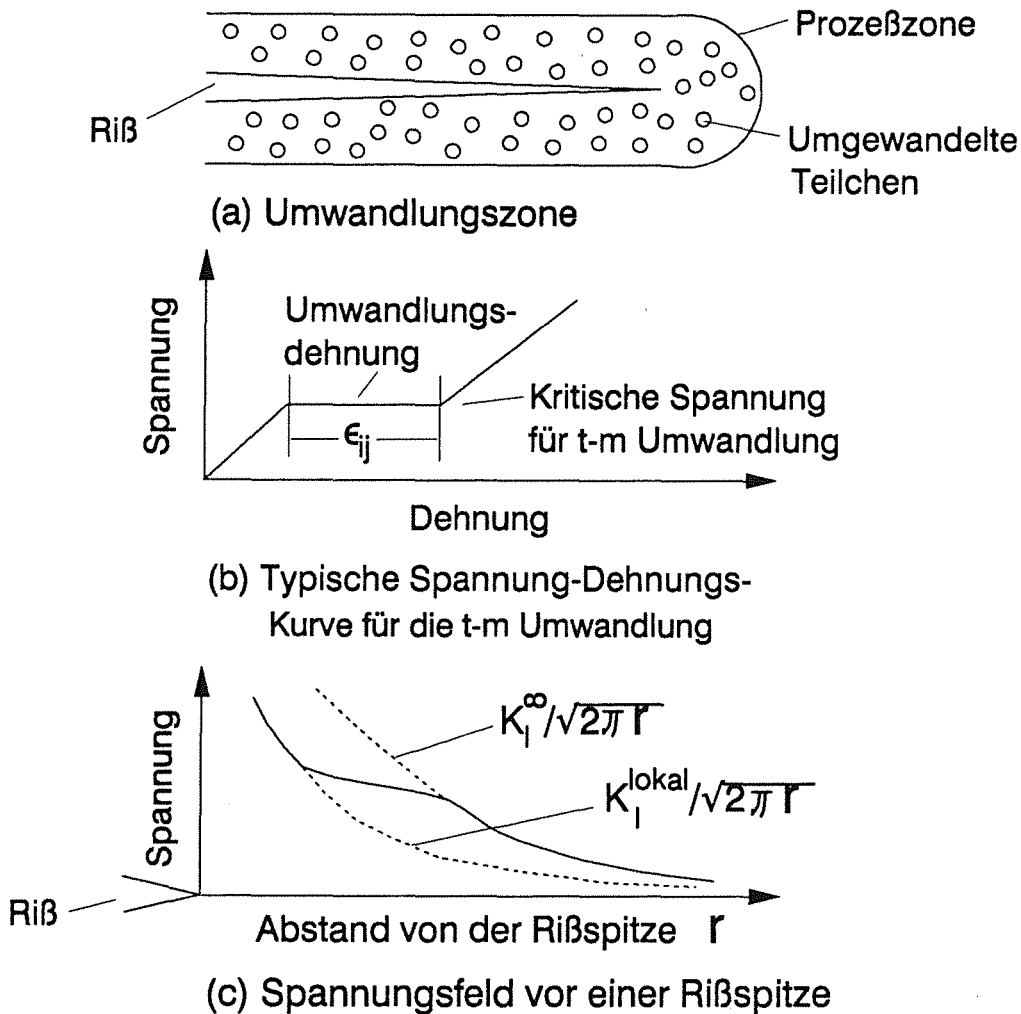 Prozeßzone
Riß
Umgewandelte
Teilchen
(a) Umwandlungszone
Spannung
Umwandlungs-
dehnung
Kritische Spannung
für t-m Umwandlung
ϵij
Dehnung
(b) Typische Spannung-Dehnungs-
Kurve für die t-m Umwandlung
Spannung
K_I^∞/√2π r
K_I^lokal/√2π r
Riß
Abstand von der Rißspitze r
(c) Spannungsfeld vor einer Rißspitze